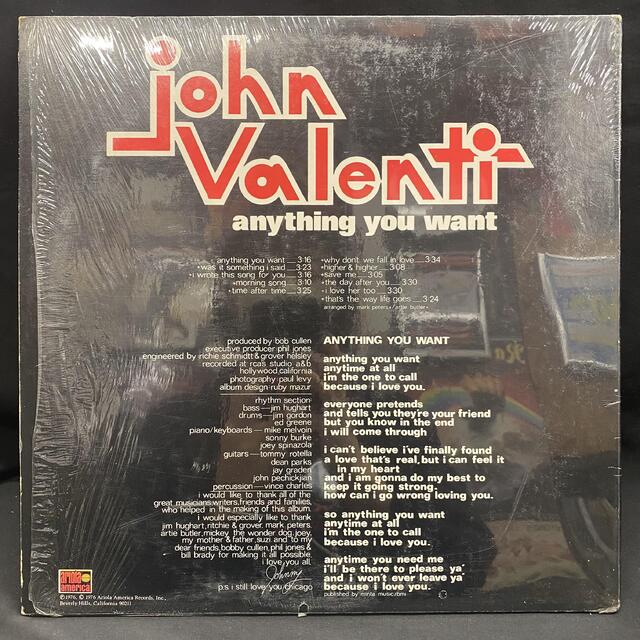 john
Valenti
anything you want
anything you want—3:16
•was it something i said—3:23
•i wrote this song for you—3:16
•morning song—3:10
•time after time—3:25
•why don't we fall in love—3:34
•higher & higher—3:08
save me—3:05
•the day after you—3:30
•i love her too—3:30
•that's the way life goes—3:24
arranged by mark peters•/artie butler•
produced by bob cullen
executive producer:phil jones
engineered by richie schmidtt&grover helsley
recorded at rca's studio a&b
hollywood,california
photography:paul levy
album design:ruby mazur
rhythm section:
bass—jim hughart
drums—jim gordon
ed greene
piano/keyboards—mike melvoin
sonny burke
joey spinazola
guitars—tommy rotella
dean parks
jay graden
john pechickjian
percussion—vince charles
i would like to thank all of the
great musicians,writers,friends and families,
who helped in the making of this album.
i would especially like to thank
jim hughart,ritchie & grover, mark peters,
artie butler,mickey,the wonder dog,joey,
my mother & father,suzi and to my
dear friends,bobby cullen,phil jones &
bill brady for making it all possible.
i love you all,
Johnny
p.s. i still love you,chicago
ANYTHING YOU WANT
anything you want
anytime at all
i'm the one to call
because i love you.
everyone pretends
and tells you they're your friend
but you know in the end
i will come through
i can't believe i've finally found
a love that's real, but i can feel it
in my heart
and i am gonna do my best to
keep it going strong.
how can i go wrong loving you.
so anything you want
anytime at all
i'm the one to call
because i love you.
anytime you need me
i'll be there to please ya'
and i won't ever leave ya'
because i love you.
published by minta music/bmi
ariola
america
℗1976, © 1976 Ariola America Records, Inc.,
Beverly Hills, California 90211